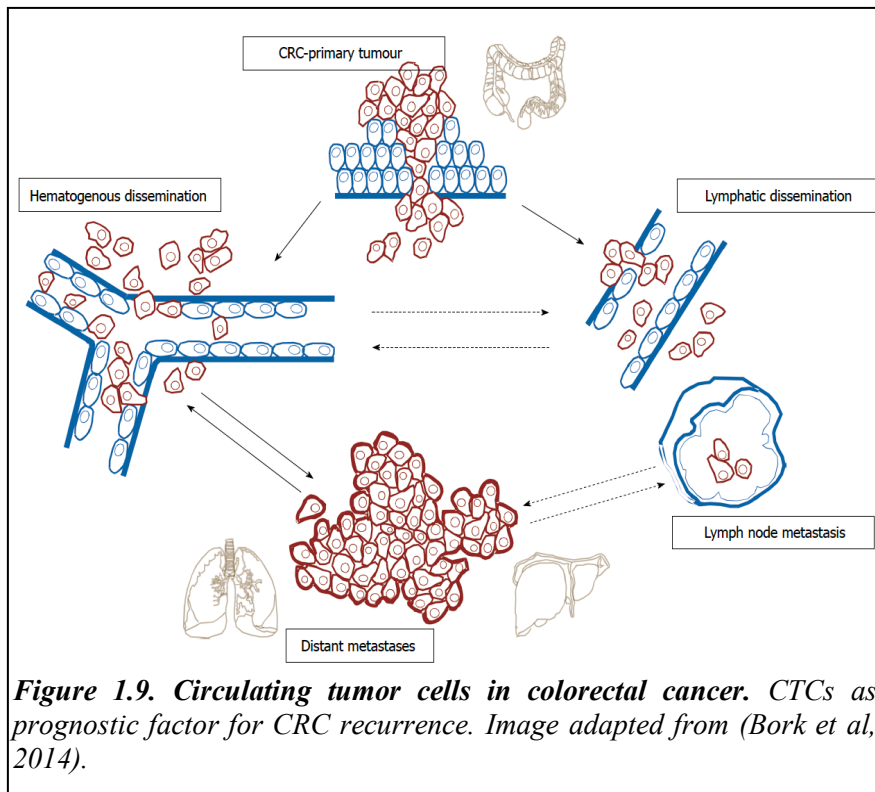 CRC-primary tumour
Hematogenous dissemination
Lymphatic dissemination
Lymph node metastasis
Distant metastases
Figure 1.9. Circulating tumor cells in colorectal cancer. CTCs as
prognostic factor for CRC recurrence. Image adapted from (Bork et al,
2014).